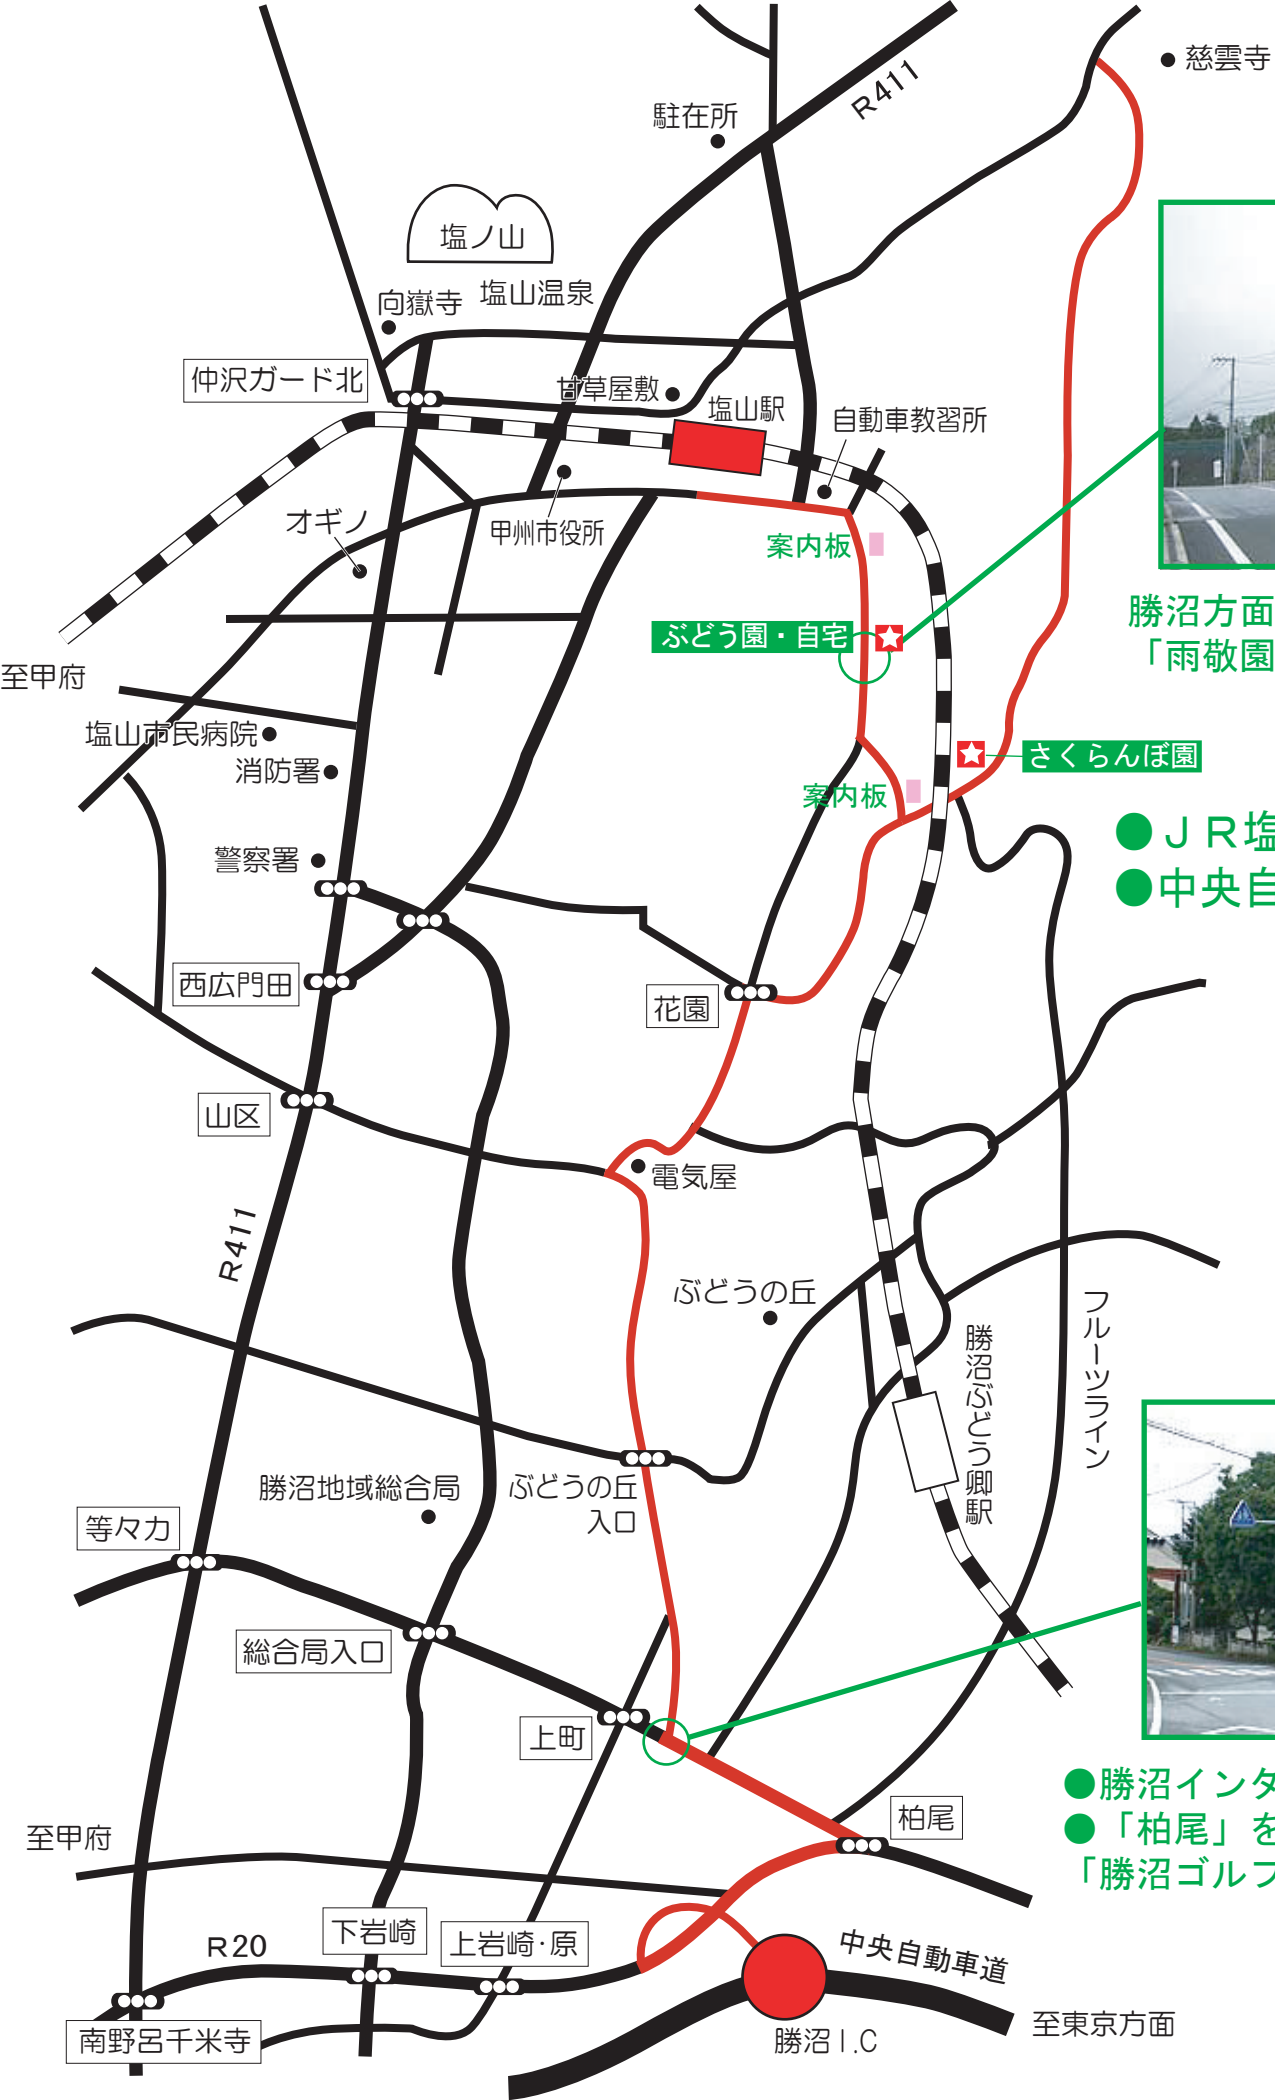 慈雲寺
R411
駐在所
塩ノ山
塩山温泉
向嶽寺
仲沢ガード北
甘草屋敷
塩山駅
自動車教習所
オギノ
甲州市役所
案内板
勝沼方面
「雨敬園
ぶどう園・自宅
至甲府
塩山市民病院
消防署
さくらんぼ園
案内板
●ＪＲ塩
●中央自
警察署
西広門田
花園
山区
電気屋
R411
ぶどうの丘
フルーツライン
勝沼ぶどう郷駅
勝沼地域総合局
ぶどうの丘
入口
等々力
総合局入口
上町
●勝沼インタ
●「柏尾」を
「勝沼ゴルフ
柏尾
至甲府
下岩崎
上岩崎・原
R20
中央自動車道
至東京方面
南野呂千米寺
勝沼I.C